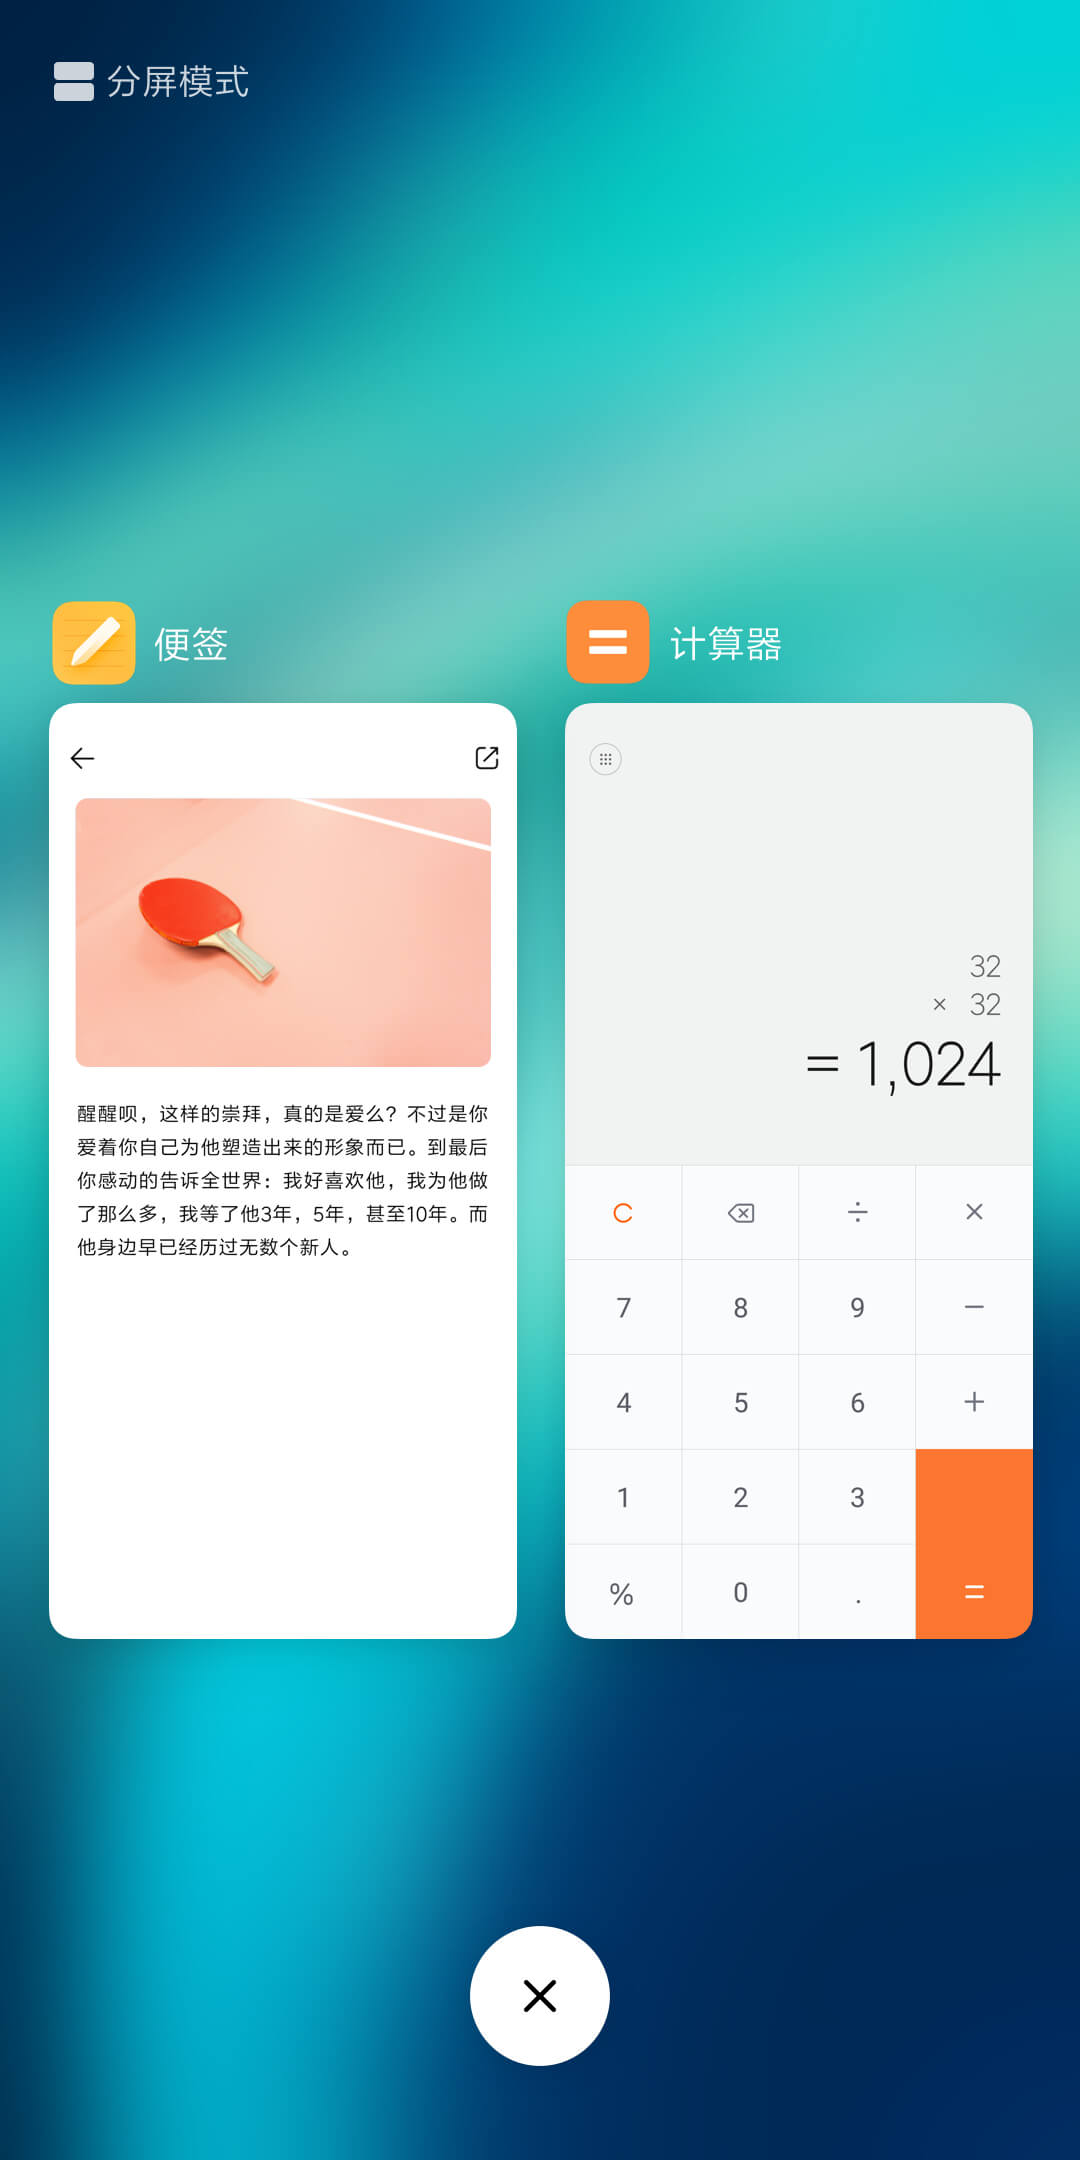 分屏模式
便签
计算器
醒醒呗，这样的崇拜，真的是爱么？不过是你
爱着你自己为他塑造出来的形象而已。到最后
你感动的告诉全世界：我好喜欢他，我为他做
了那么多，我等了他3年，5年，甚至10年。而
他身边早已经历过无数个新人。
32
× 32
= 1,024
C ÷ ×
7 8 9 −
4 5 6 +
1 2 3
% 0 . =